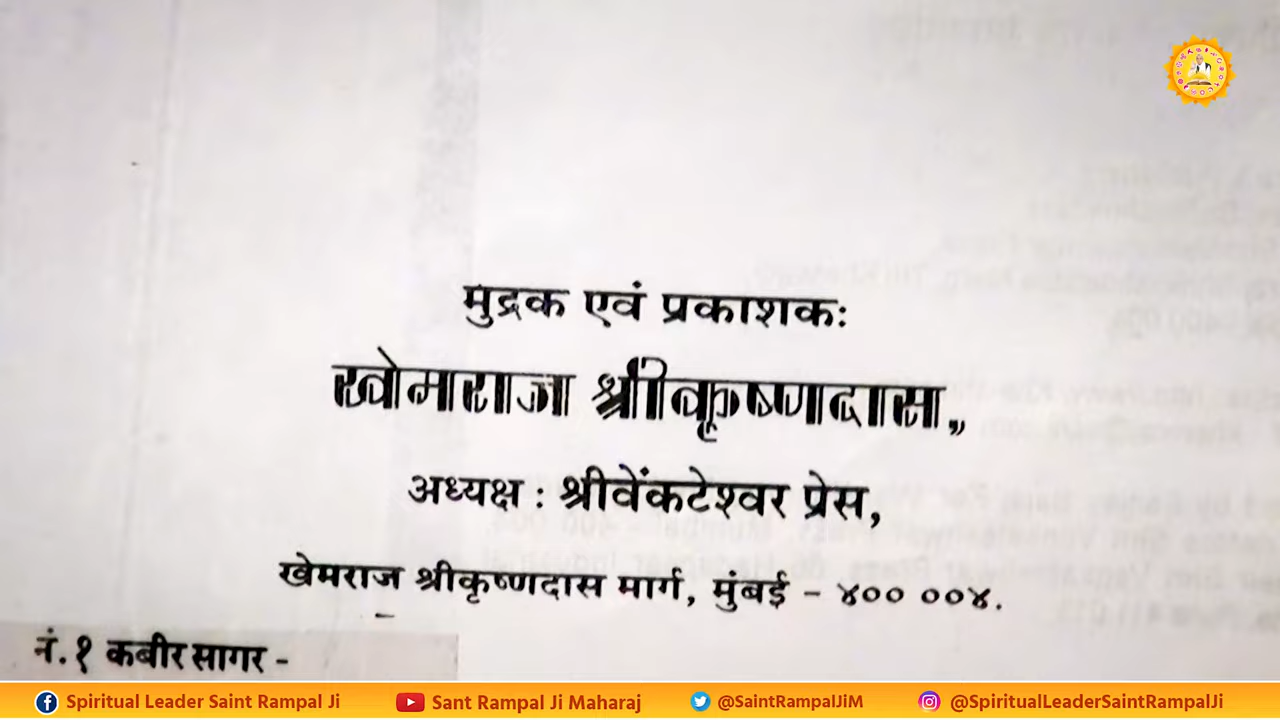 मुद्रक एवं प्रकाशकः
खेमराज श्रीकृष्णदास,,
अध्यक्ष : श्रीवेंकटेश्वर प्रेस,
खेमराज श्रीकृष्णदास मार्ग, मुंबई - ४०० ००४.
नं. १ कबीर सागर -
Spiritual Leader Saint Rampal Ji
Sant Rampal Ji Maharaj
@SaintRampalJiM
@SpiritualLeaderSaintRampalJi